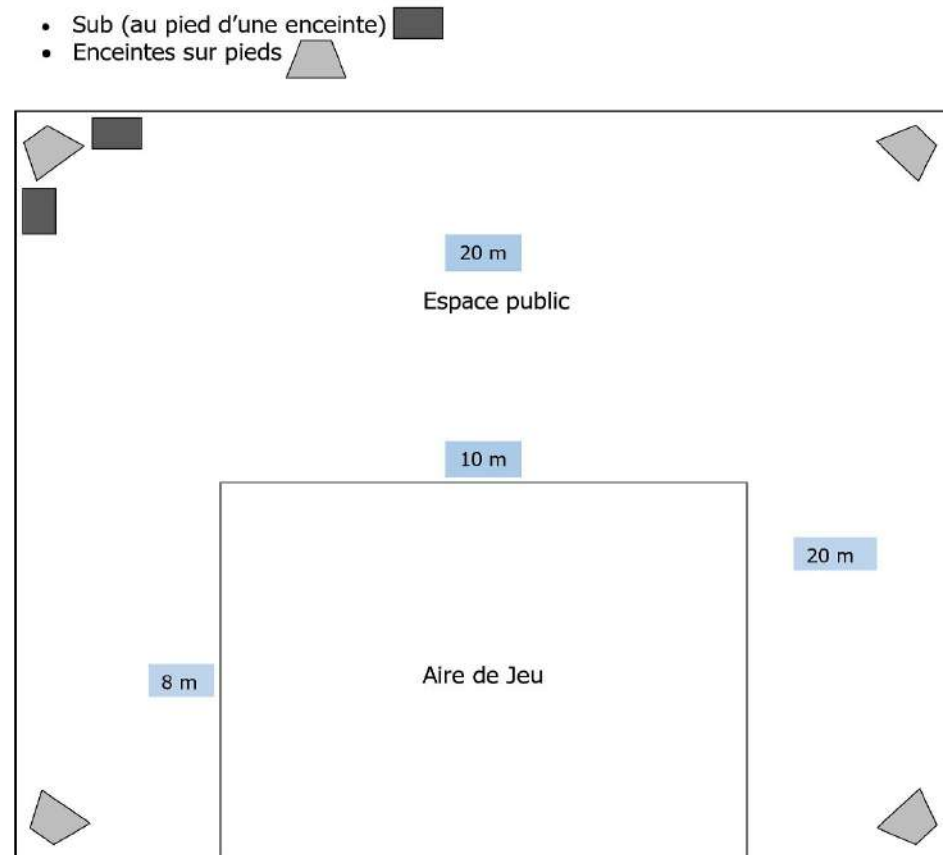 • Sub (au pied d'une enceinte)
• Enceintes sur pieds
20 m
Espace public
10 m
20 m
8 m
Aire de Jeu